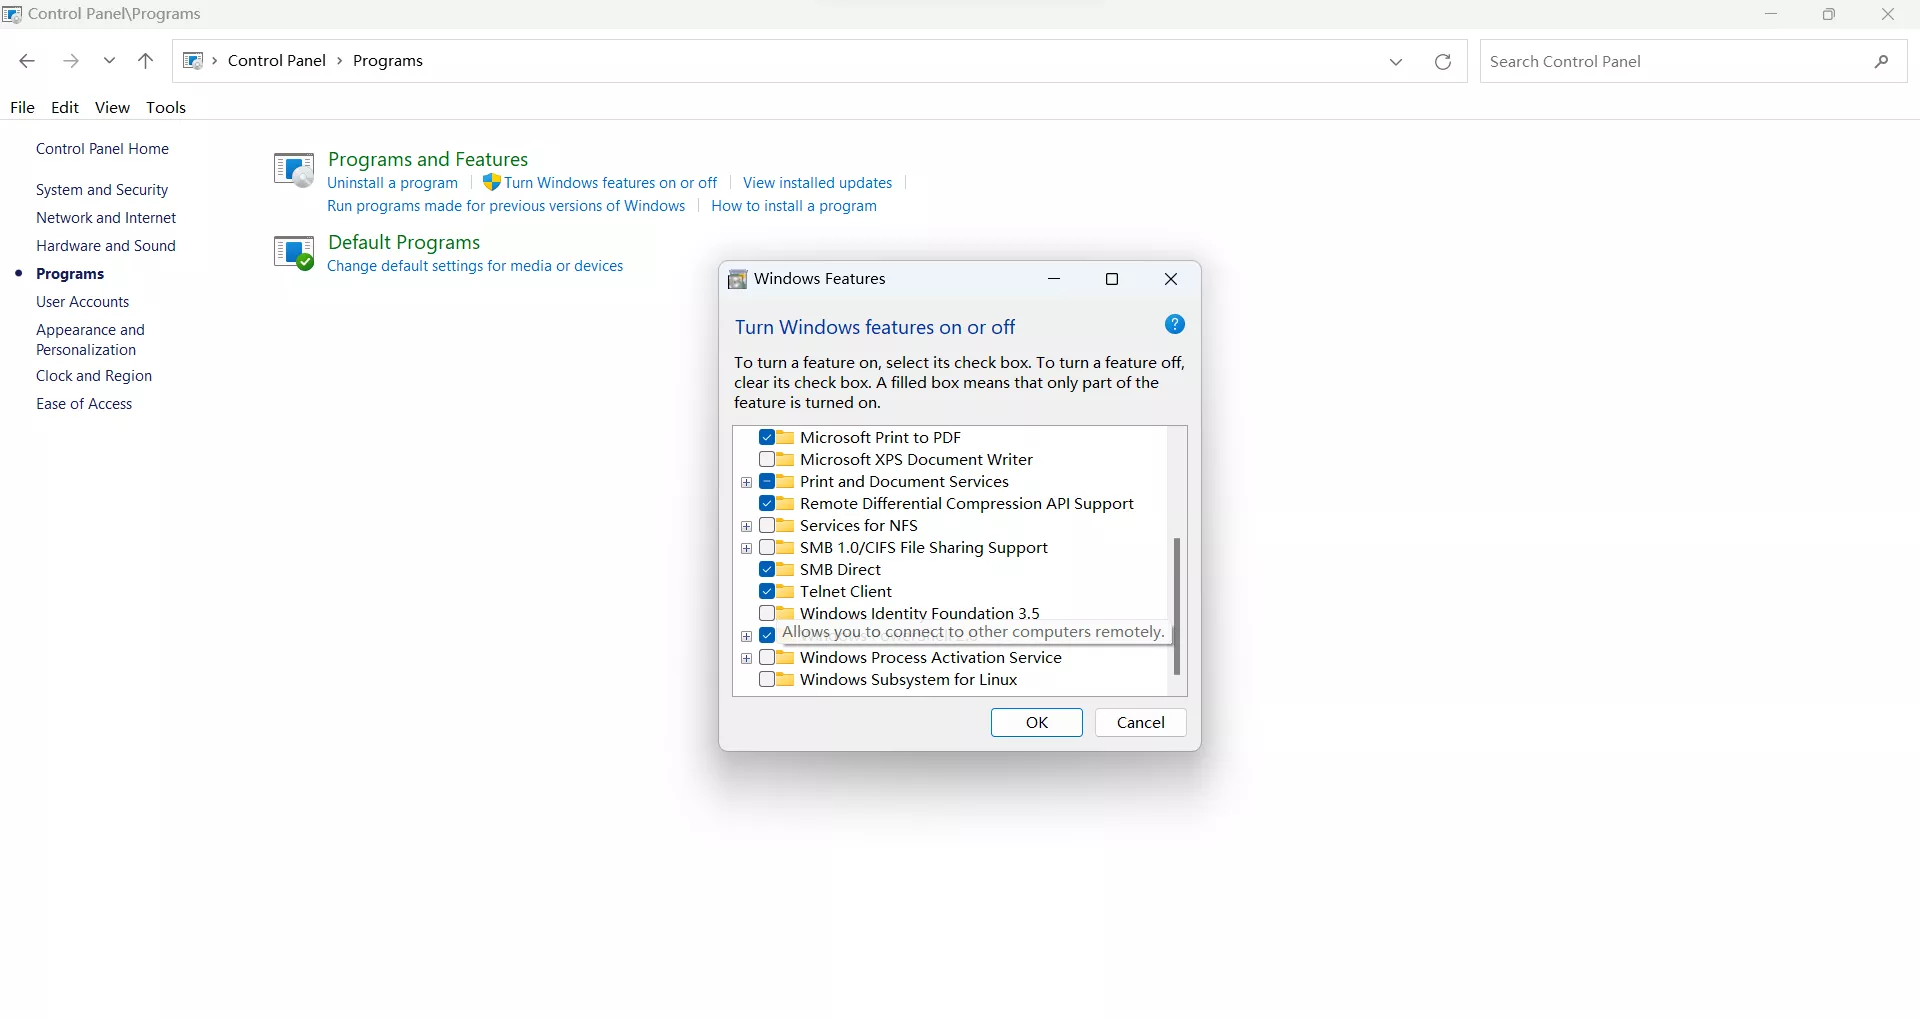 Control Panel\Programs
Control Panel > Programs
Search Control Panel
File Edit View Tools
Control Panel Home
System and Security
Network and Internet
Hardware and Sound
Programs
User Accounts
Appearance and
Personalization
Clock and Region
Ease of Access
Programs and Features
Uninstall a program
Turn Windows features on or off
View installed updates
Run programs made for previous versions of Windows
How to install a program
Default Programs
Change default settings for media or devices
Windows Features
Turn Windows features on or off
To turn a feature on, select its check box. To turn a feature off,
clear its check box. A filled box means that only part of the
feature is turned on.
Microsoft Print to PDF
Microsoft XPS Document Writer
Print and Document Services
Remote Differential Compression API Support
Services for NFS
SMB 1.0/CIFS File Sharing Support
SMB Direct
Telnet Client
Windows Identity Foundation 3.5
Allows you to connect to other computers remotely.
Windows Process Activation Service
Windows Subsystem for Linux
OK Cancel